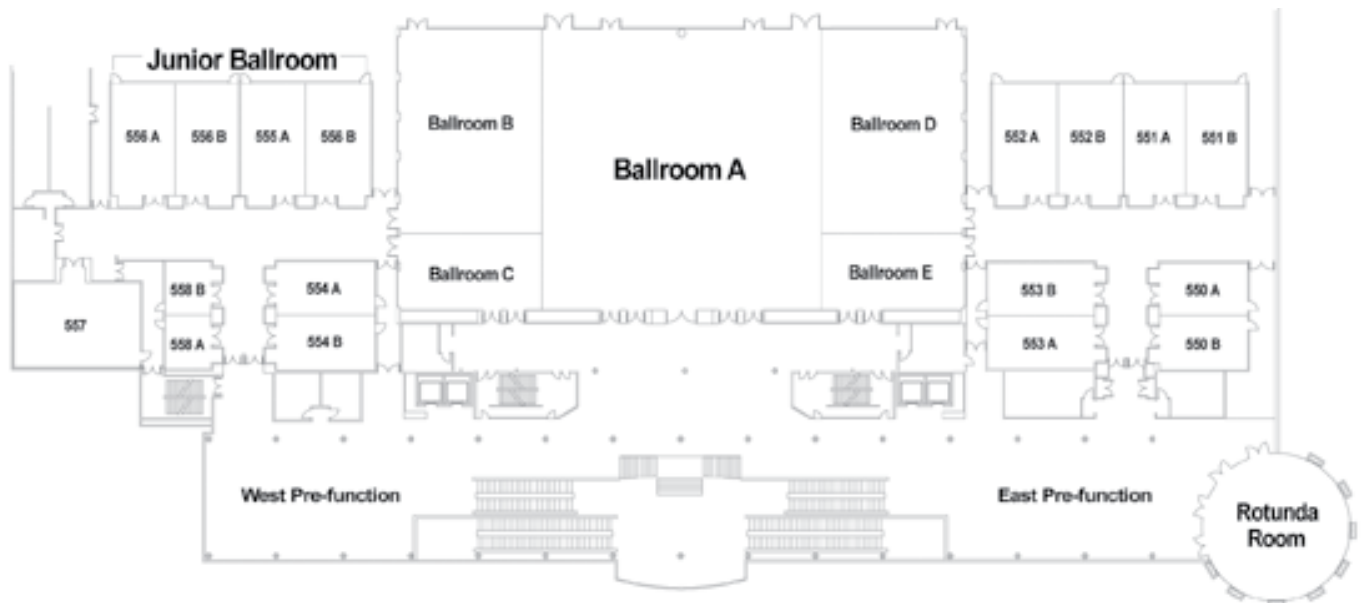 Junior Ballroom
556 A
556 B
555 A
556 B
Ballroom B
Ballroom A
Ballroom D
552 A
552 B
551 A
551 B
Ballroom C
Ballroom E
558 B
554 A
553 B
550 A
557
558 A
554 B
553 A
550 B
West Pre-function
East Pre-function
Rotunda
Room